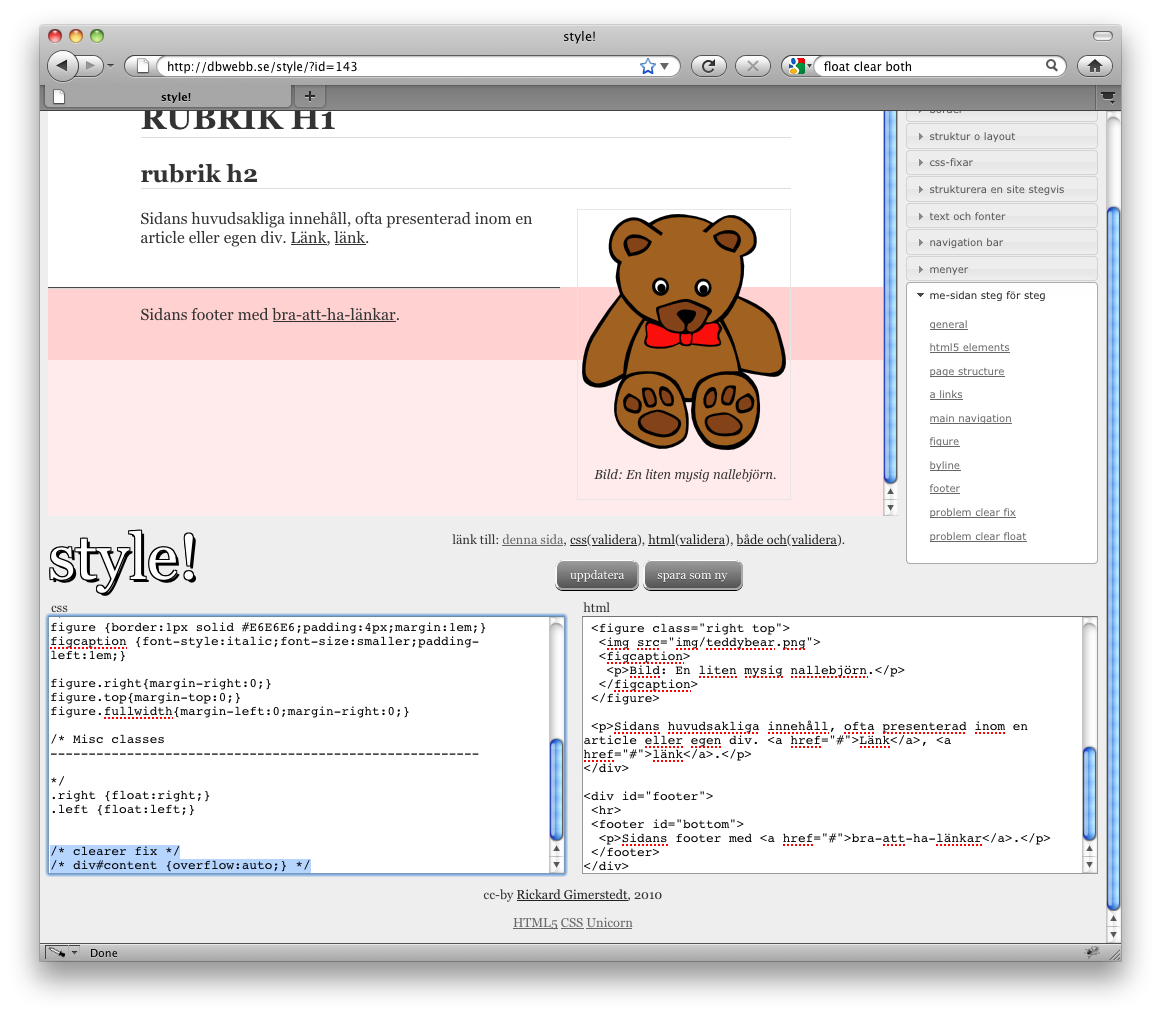 style!
http://dbwebb.se/style/?id=143
float clear both
style!
RUBRIK H1
rubrik h2
Sidans huvudsakliga innehåll, ofta presenterad inom en
article eller egen div. Länk, länk.
Sidans footer med bra-att-ha-länkar.
Bild: En liten mysig nallebjörn.
border
struktur o layout
css-fixar
strukturera en site stegvis
text och fonter
navigation bar
menyer
me-sidan steg för steg
general
html5 elements
page structure
a links
main navigation
figure
byline
footer
problem clear fix
problem clear float
style!
länk till: denna sida, css(validera), html(validera), både och(validera).
uppdatera
spara som ny
css
figure {border:1px solid #E6E6E6;padding:4px;margin:1em;}
figcaption {font-style:italic;font-size:smaller;padding-
left:1em;}
figure.right{margin-right:0;}
figure.top{margin-top:0;}
figure.fullwidth{margin-left:0;margin-right:0;}
/* Misc classes
-------------------------------------------------------
*/
.right {float:right;}
.left {float:left;}
/* clearer fix */
/* div#content {overflow:auto;} */
html
<figure class="right top">
<img src="img/teddybear.png">
<figcaption>
<p>Bild: En liten mysig nallebjörn.</p>
</figcaption>
</figure>
<p>Sidans huvudsakliga innehåll, ofta presenterad inom en
article eller egen div. <a href="#">Länk</a>, <a
href="#">länk</a>.</p>
</div>
<div id="footer">
<hr>
<footer id="bottom">
<p>Sidans footer med <a href="#">bra-att-ha-länkar</a>.</p>
</footer>
</div>
cc-by Rickard Gimerstedt, 2010
HTML5 CSS Unicorn
Done